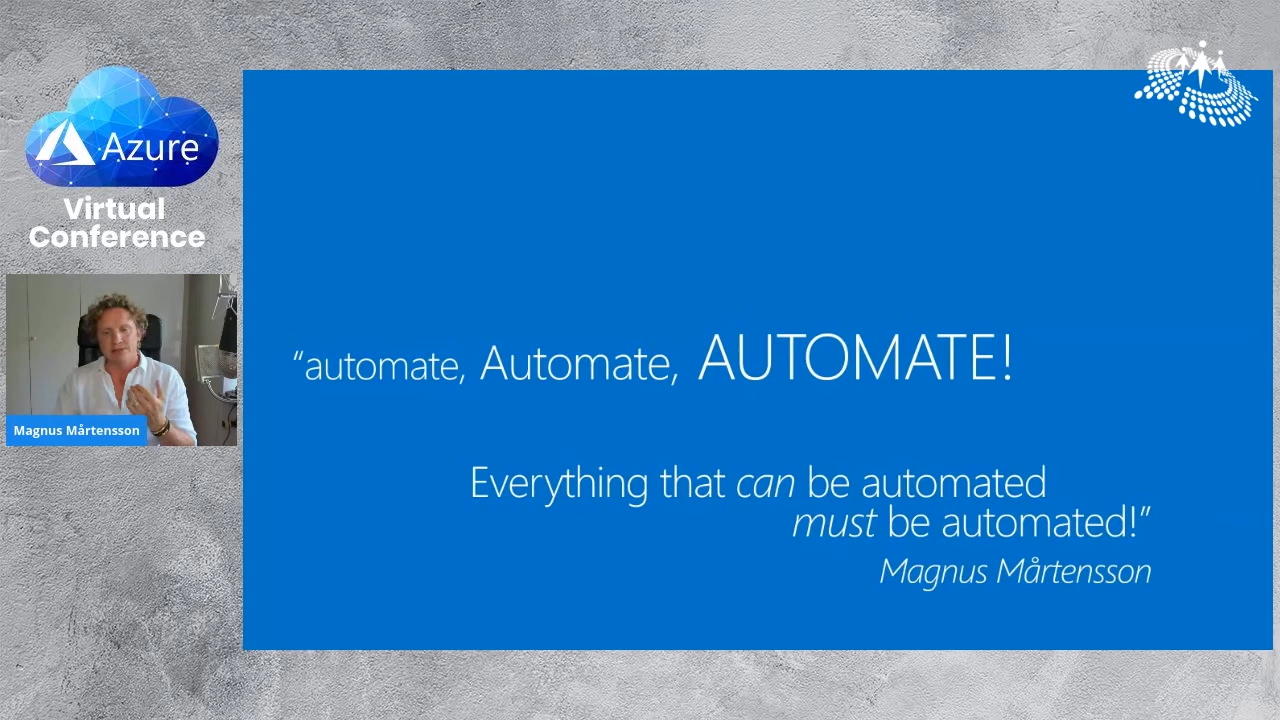 Azure
Virtual
Conference
Magnus Mårtensson
“automate, Automate, AUTOMATE!
Everything that can be automated
must be automated!”
Magnus Mårtensson